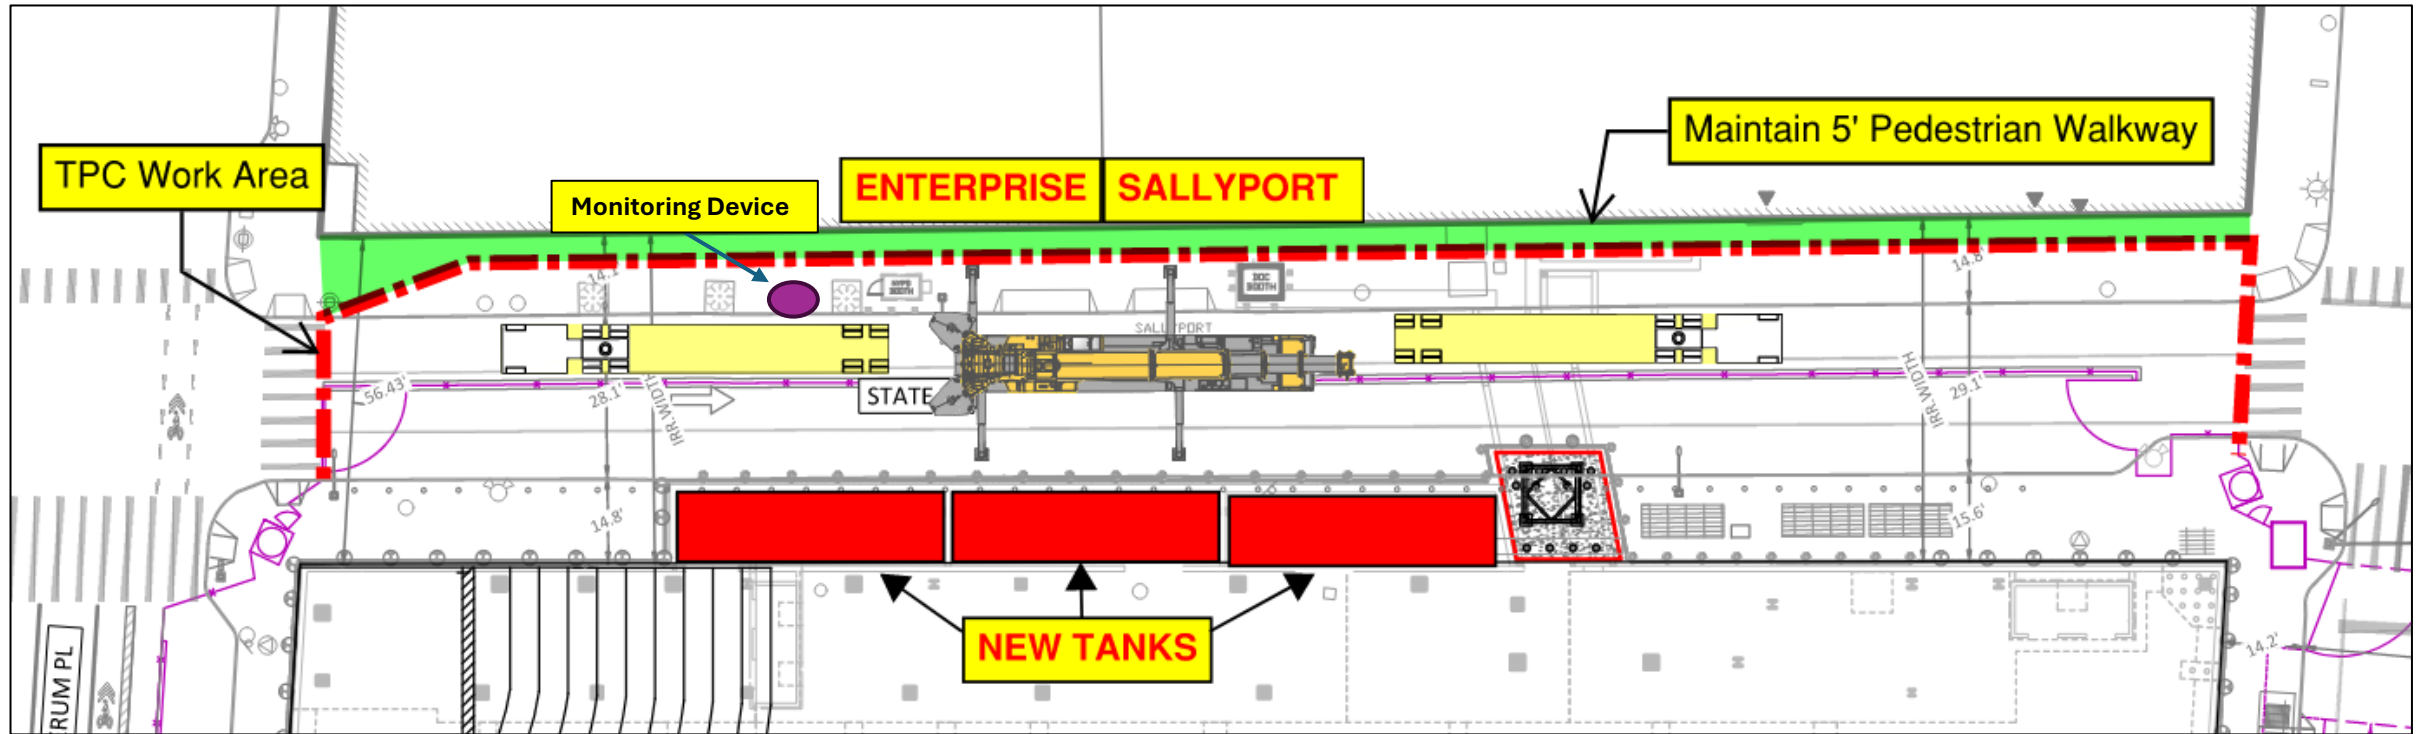 TPC Work Area
Monitoring Device
ENTERPRISE
SALLYPORT
Maintain 5' Pedestrian Walkway
14.1'
NYPD
BOOTH
DOC
BOOTH
14.8'
SALLYPORT
56.43'
28.1'
IRR.WIDTH
STATE
IRR.WIDTH
29.1'
14.8'
15.6'
NEW TANKS
14.2'
RUM PL